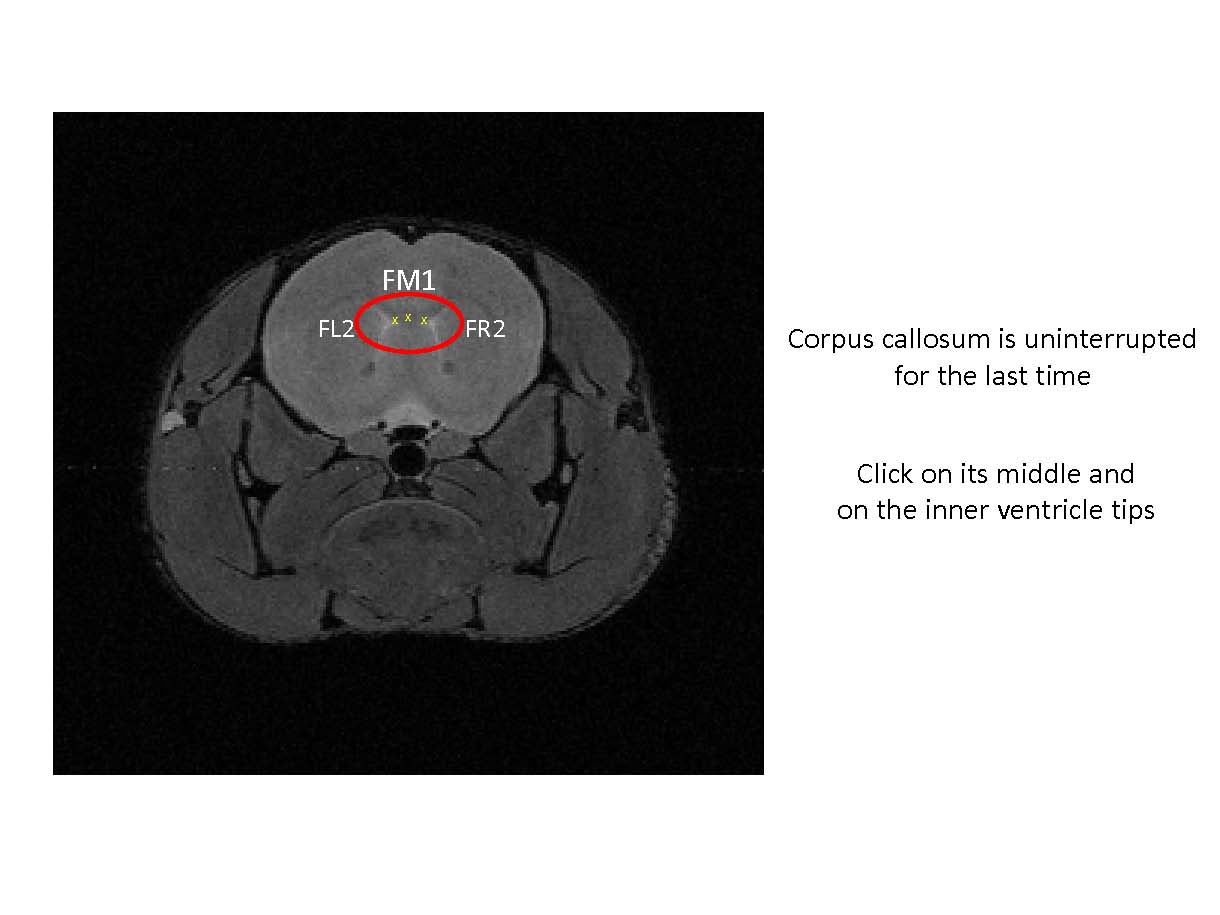 FM1
x x x
FL2
FR2
Corpus callosum is uninterrupted
for the last time
Click on its middle and
on the inner ventricle tips